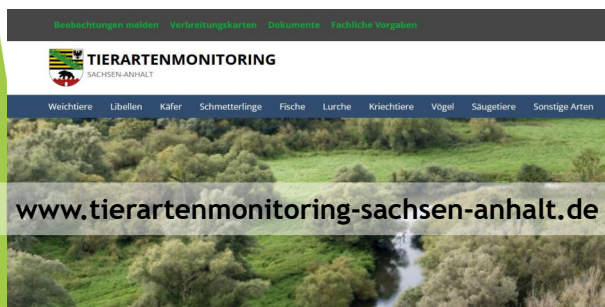 Beobachtungen melden Verbreitungskarten Dokumente Fachliche Vorgaben
TIERARTENMONITORING
SACHSEN-ANHALT
Weichtiere Libellen Käfer Schmetterlinge Fische Lurche Kriechtiere Vögel Säugetiere Sonstige Arten
www.tierartenmonitoring-sachsen-anhalt.de